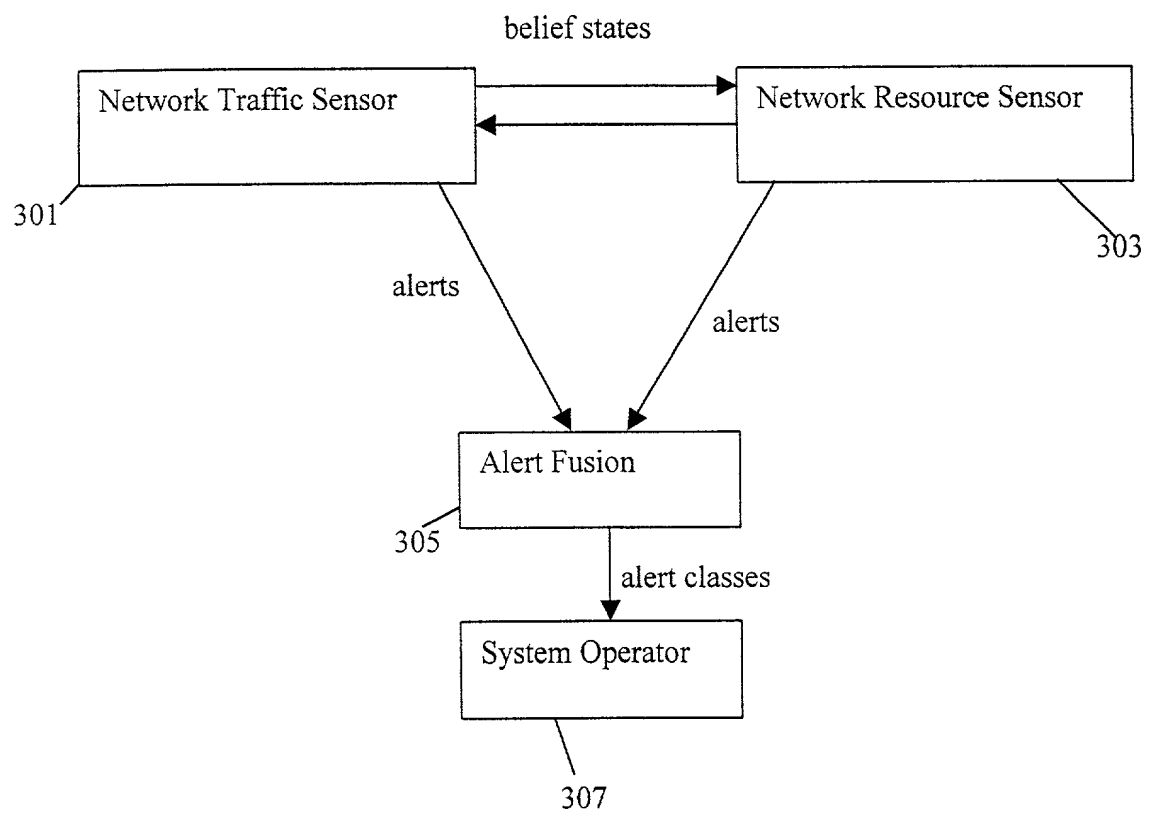 belief states
Network Traffic Sensor
Network Resource Sensor
301
303
alerts
alerts
Alert Fusion
305
alert classes
System Operator
307